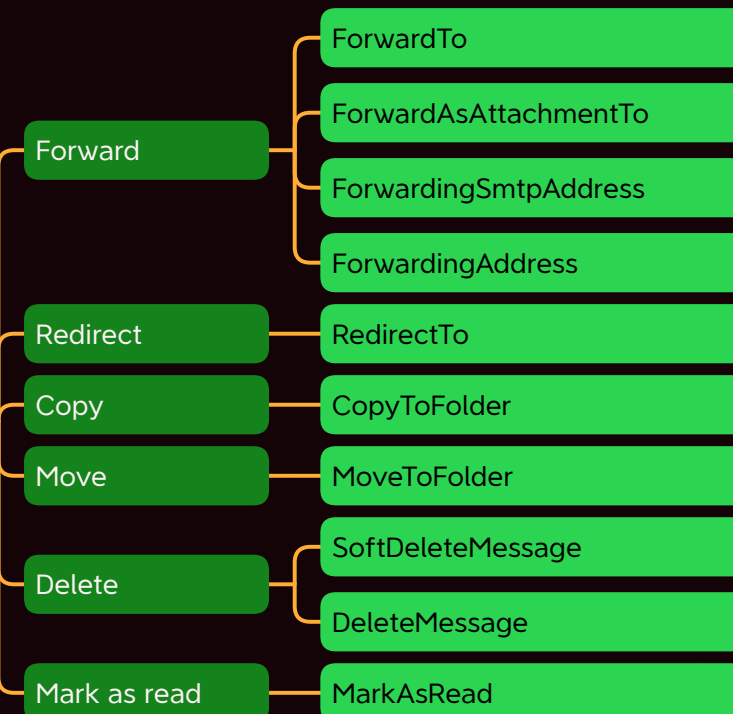 Forward
ForwardTo
ForwardAsAttachmentTo
ForwardingSmtpAddress
ForwardingAddress
Redirect
RedirectTo
Copy
CopyToFolder
Move
MoveToFolder
Delete
SoftDeleteMessage
DeleteMessage
Mark as read
MarkAsRead